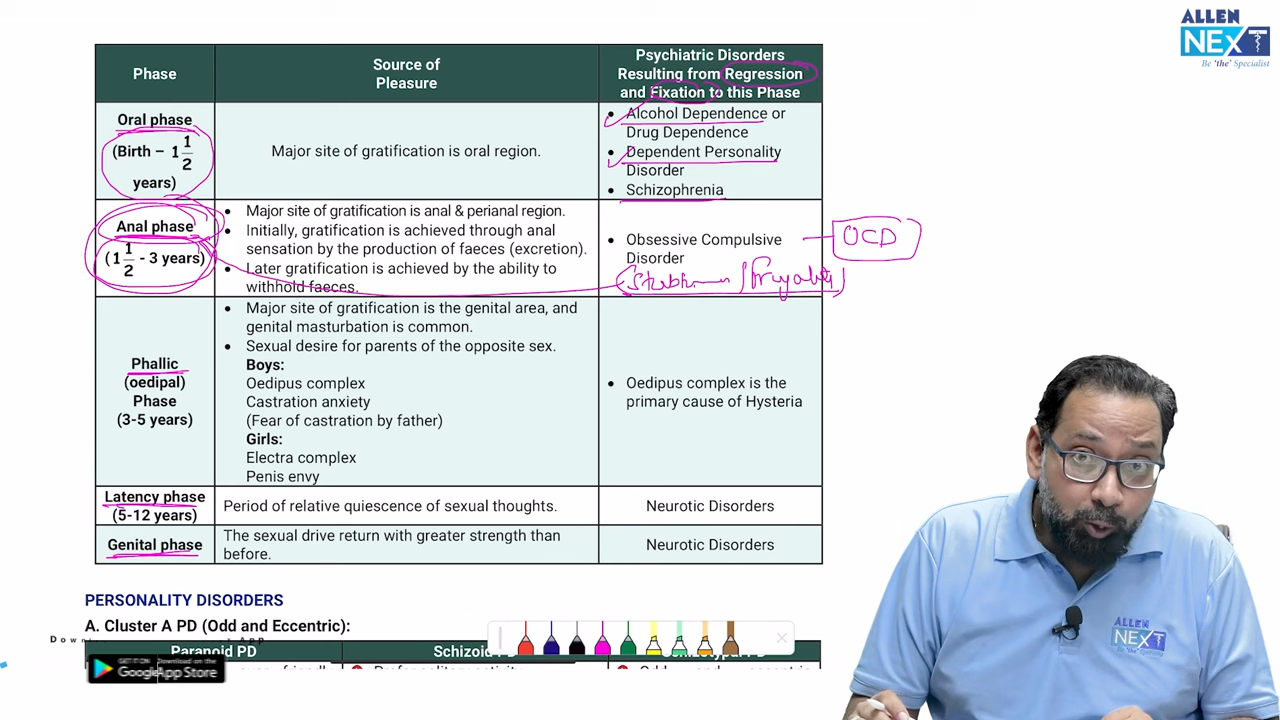 ALLEN
NEXT
Be 'the' Specialist
Phase
Source of
Pleasure
Psychiatric Disorders
Resulting from Regression
and Fixation to this Phase
Oral phase
(Birth – 1 1/2
years)
Major site of gratification is oral region.
• Alcohol Dependence or
Drug Dependence
• Dependent Personality
Disorder
• Schizophrenia
Anal phase
(1 1/2 - 3 years)
• Major site of gratification is anal & perianal region.
• Initially, gratification is achieved through anal
sensation by the production of faeces (excretion).
• Later gratification is achieved by the ability to
withhold faeces.
• Obsessive Compulsive
Disorder
OCD
Phallic
(oedipal)
Phase
(3-5 years)
• Major site of gratification is the genital area, and
genital masturbation is common.
• Sexual desire for parents of the opposite sex.
Boys:
Oedipus complex
Castration anxiety
(Fear of castration by father)
Girls:
Electra complex
Penis envy
• Oedipus complex is the
primary cause of Hysteria
Latency phase
(5-12 years)
Period of relative quiescence of sexual thoughts.
Neurotic Disorders
Genital phase
The sexual drive return with greater strength than
before.
Neurotic Disorders
PERSONALITY DISORDERS
A. Cluster A PD (Odd and Eccentric):
Paranoid PD
GET IT ON
Google
Download on the
App Store
ALLEN
NEXT